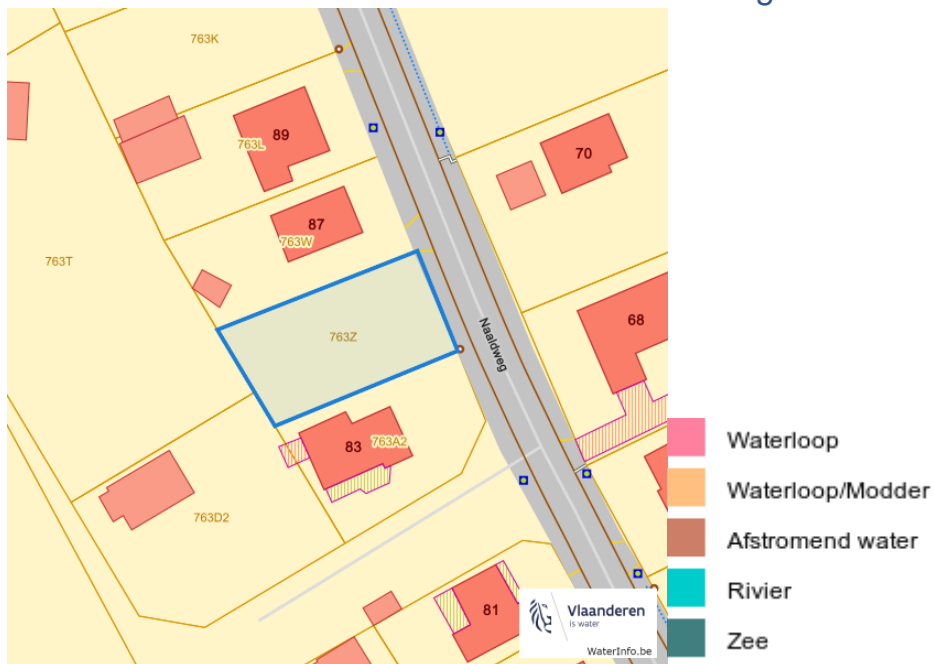 g
763K
89
763L
70
87
763W
763T
763Z
Naaldweg
68
83
763A2
763D2
81
Vlaanderen
is water
WaterInfo.be
Waterloop
Waterloop/Modder
Afstromend water
Rivier
Zee